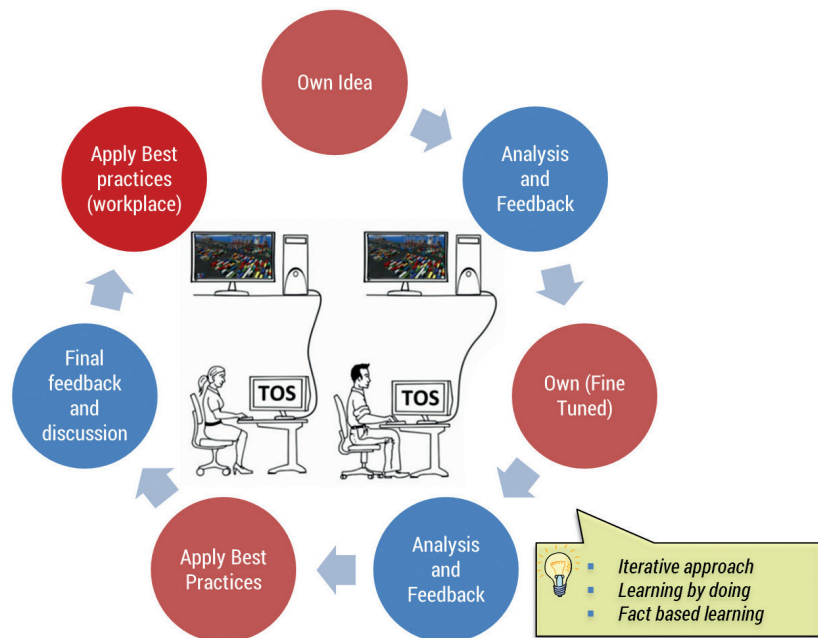 Own Idea
Analysis
and
Feedback
Own (Fine
Tuned)
Analysis
and
Feedback
Apply Best
Practices
Final
feedback
and
discussion
Apply Best
practices
(workplace)
TOS
TOS
Iterative approach
Learning by doing
Fact based learning